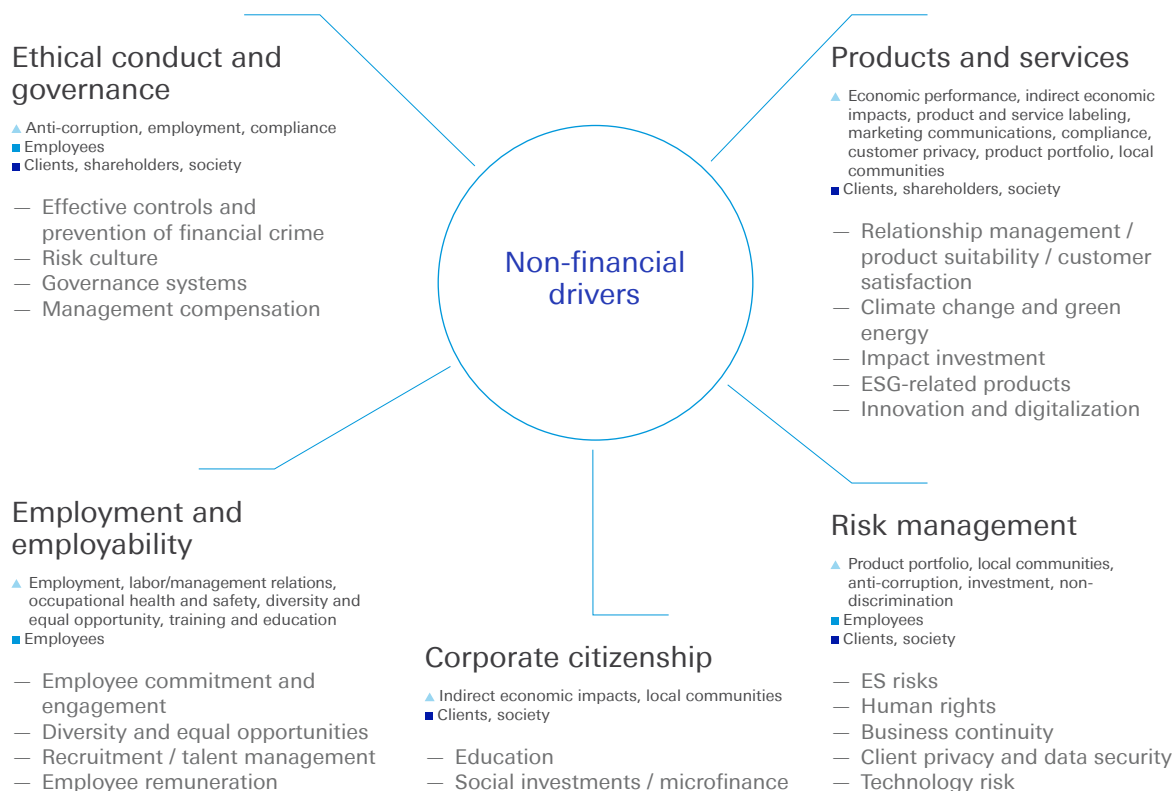 Ethical conduct and
governance
Anti-corruption, employment, compliance
Employees
Clients, shareholders, society
— Effective controls and
prevention of financial crime
— Risk culture
— Governance systems
— Management compensation
Non-financial
drivers
Products and services
Economic performance, indirect economic
impacts, product and service labeling,
marketing communications, compliance,
customer privacy, product portfolio, local
communities
Clients, shareholders, society
— Relationship management /
product suitability / customer
satisfaction
— Climate change and green
energy
— Impact investment
— ESG-related products
— Innovation and digitalization
Employment and
employability
Employment, labor/management relations,
occupational health and safety, diversity and
equal opportunity, training and education
Employees
— Employee commitment and
engagement
— Diversity and equal opportunities
— Recruitment / talent management
— Employee remuneration
Corporate citizenship
Indirect economic impacts, local communities
Clients, society
— Education
— Social investments / microfinance
Risk management
Product portfolio, local communities,
anti-corruption, investment, non-
discrimination
Employees
Clients, society
— ES risks
— Human rights
— Business continuity
— Client privacy and data security
— Technology risk